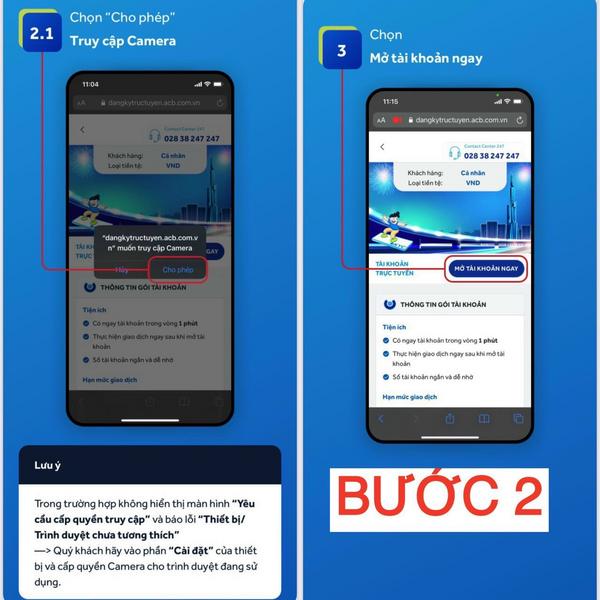 2.1
Chọn “Cho phép”
Truy cập Camera
11:04
AA dangkytructuyen.acb.com.vn
Contact Center 247
028 38 247 247
Khách hàng: Cá nhân
Loại tiền tệ: VND
"dangkytructuyen.acb.com.v
n" muốn truy cập Camera
Hủy Cho phép
TÀI KH
TRỰC TUY
GAY
THÔNG TIN GÓI TÀI KHOẢN
Tiện ích
Có ngay tài khoản trong vòng 1 phút
Thực hiện giao dịch ngay sau khi mở tài
khoản
Số tài khoản ngắn và dễ nhớ
Hạn mức giao dịch
Lưu ý
Trong trường hợp không hiển thị màn hình “Yêu
cầu cấp quyền truy cập” và báo lỗi “Thiết bị/
Trình duyệt chưa tương thích”
—> Quý khách hãy vào phần “Cài đặt” của thiết
bị và cấp quyền Camera cho trình duyệt đang sử
dụng.
3
Chọn
Mở tài khoản ngay
11:15
AA dangkytructuyen.acb.com.vn
Contact Center 247
028 38 247 247
Khách hàng: Cá nhân
Loại tiền tệ: VND
TÀI KHOẢN
TRỰC TUYẾN
MỞ TÀI KHOẢN NGAY
THÔNG TIN GÓI TÀI KHOẢN
Tiện ích
Có ngay tài khoản trong vòng 1 phút
Thực hiện giao dịch ngay sau khi mở tài
khoản
Số tài khoản ngắn và dễ nhớ
Hạn mức giao dịch
BƯỚC 2